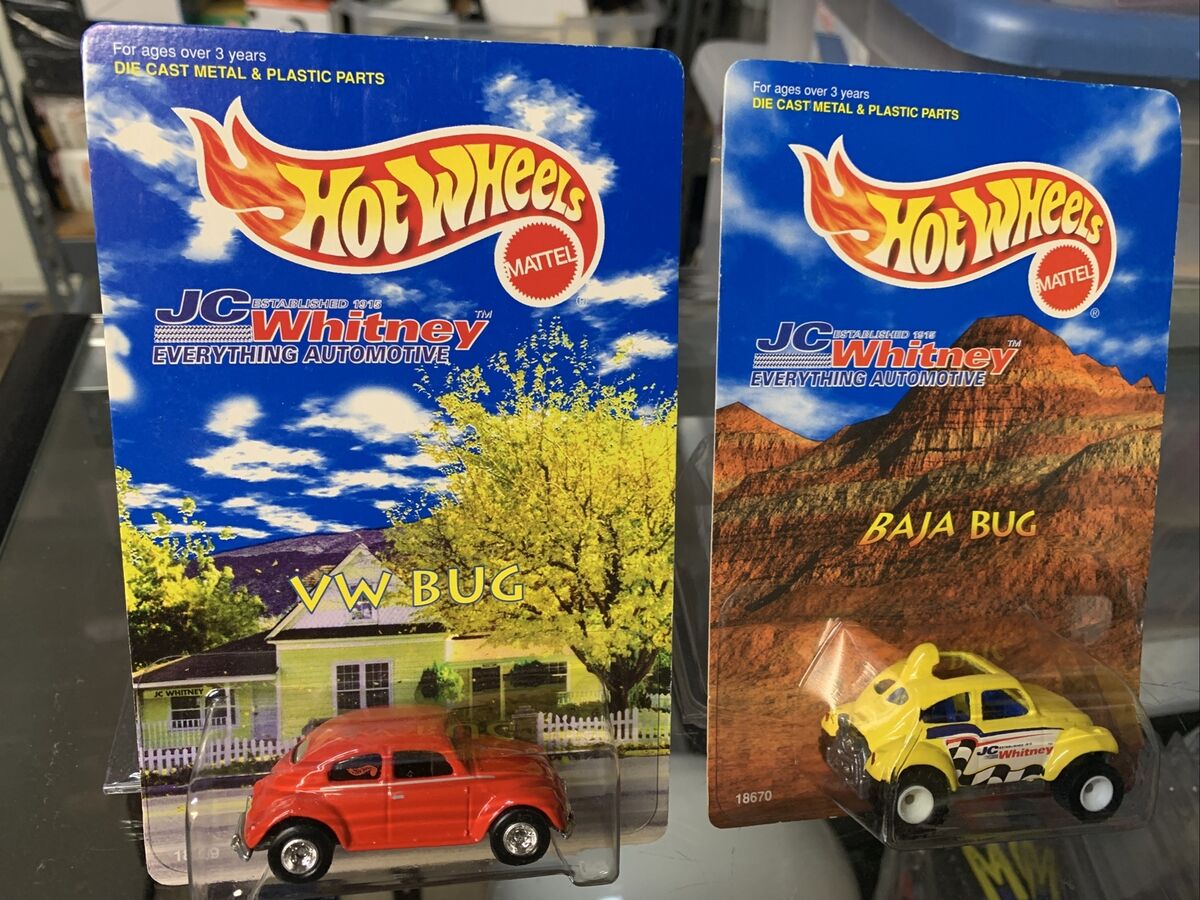 For ages over 3 years
DIE CAST METAL & PLASTIC PARTS
HOT WHEELS
MATTEL
®
JC ESTABLISHED 1915
Whitney™
EVERYTHING AUTOMOTIVE
VW BUG
JC WHITNEY
For ages over 3 years
DIE CAST METAL & PLASTIC PARTS
HOT WHEELS
MATTEL
®
JC ESTABLISHED 1915
Whitney™
EVERYTHING AUTOMOTIVE
BAJA BUG
JC
Whitney
18670